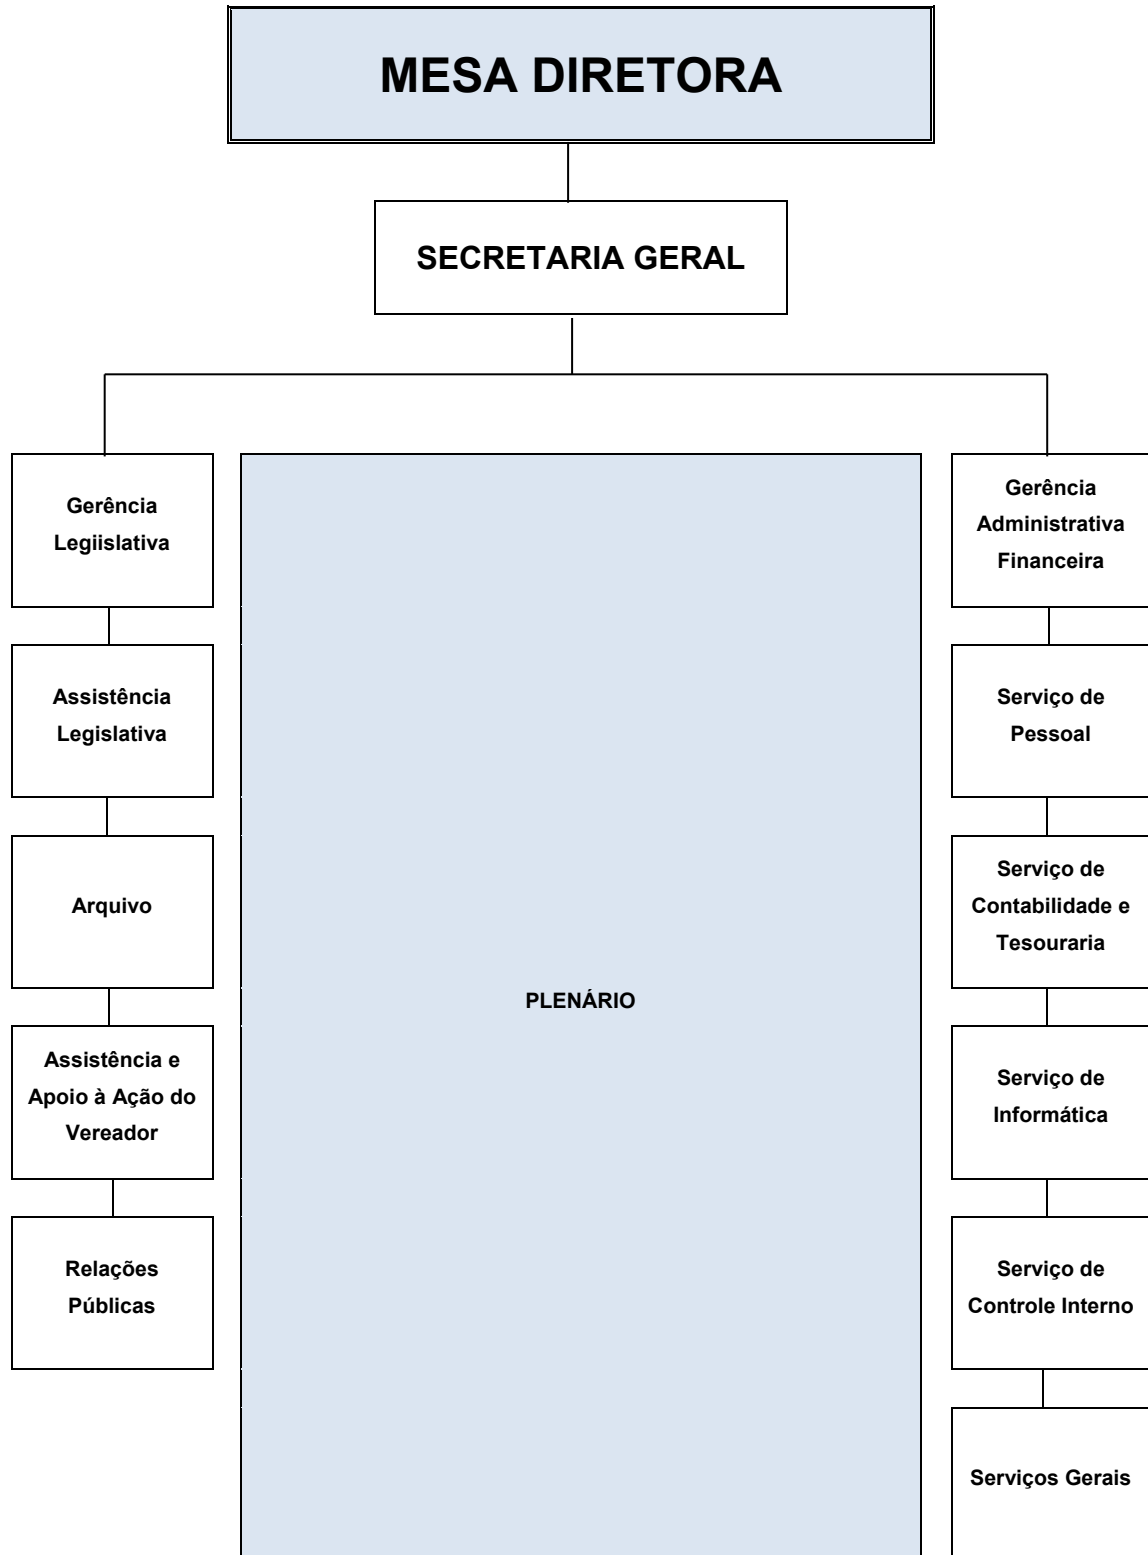 MESA DIRETORA
SECRETARIA GERAL
Gerência
Legiislativa
Assistência
Legislativa
Arquivo
Assistência e
Apoio à Ação do
Vereador
Relações
Públicas
PLENÁRIO
Gerência
Administrativa
Financeira
Serviço de
Pessoal
Serviço de
Contabilidade e
Tesouraria
Serviço de
Informática
Serviço de
Controle Interno
Serviços Gerais